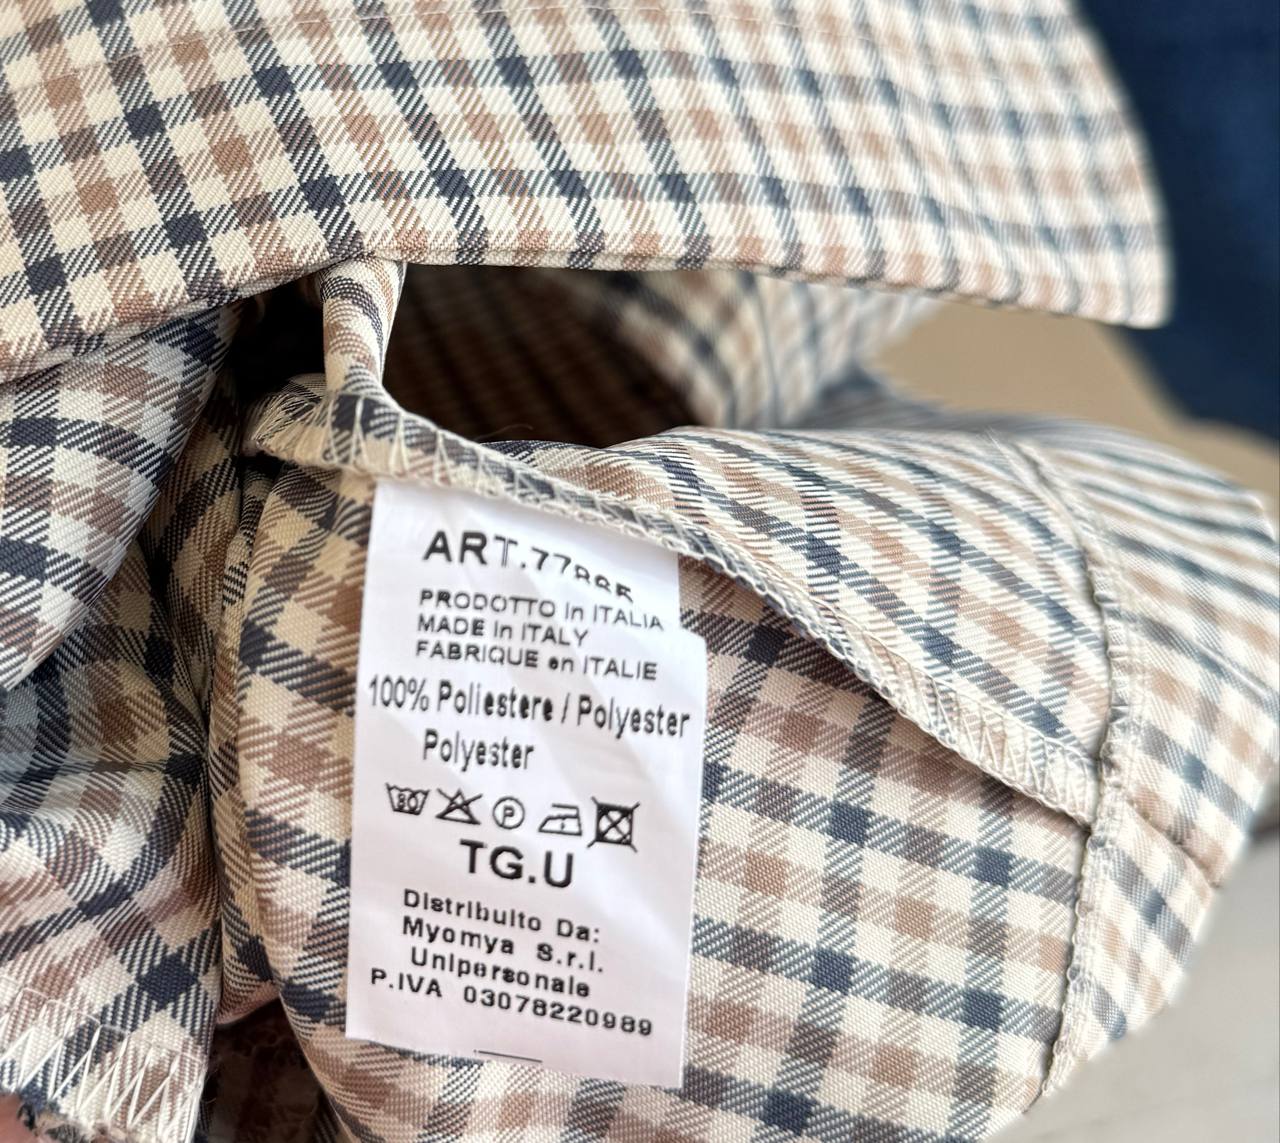 PRODOTTO in ITALIA
MADE in ITALY
FABRIQUE en ITALIE
100% Poliestere / Polyester
Polyester
P
TG.U
Distribuito Da:
Myomya S.r.l.
Unipersonale
P.IVA 03078220989